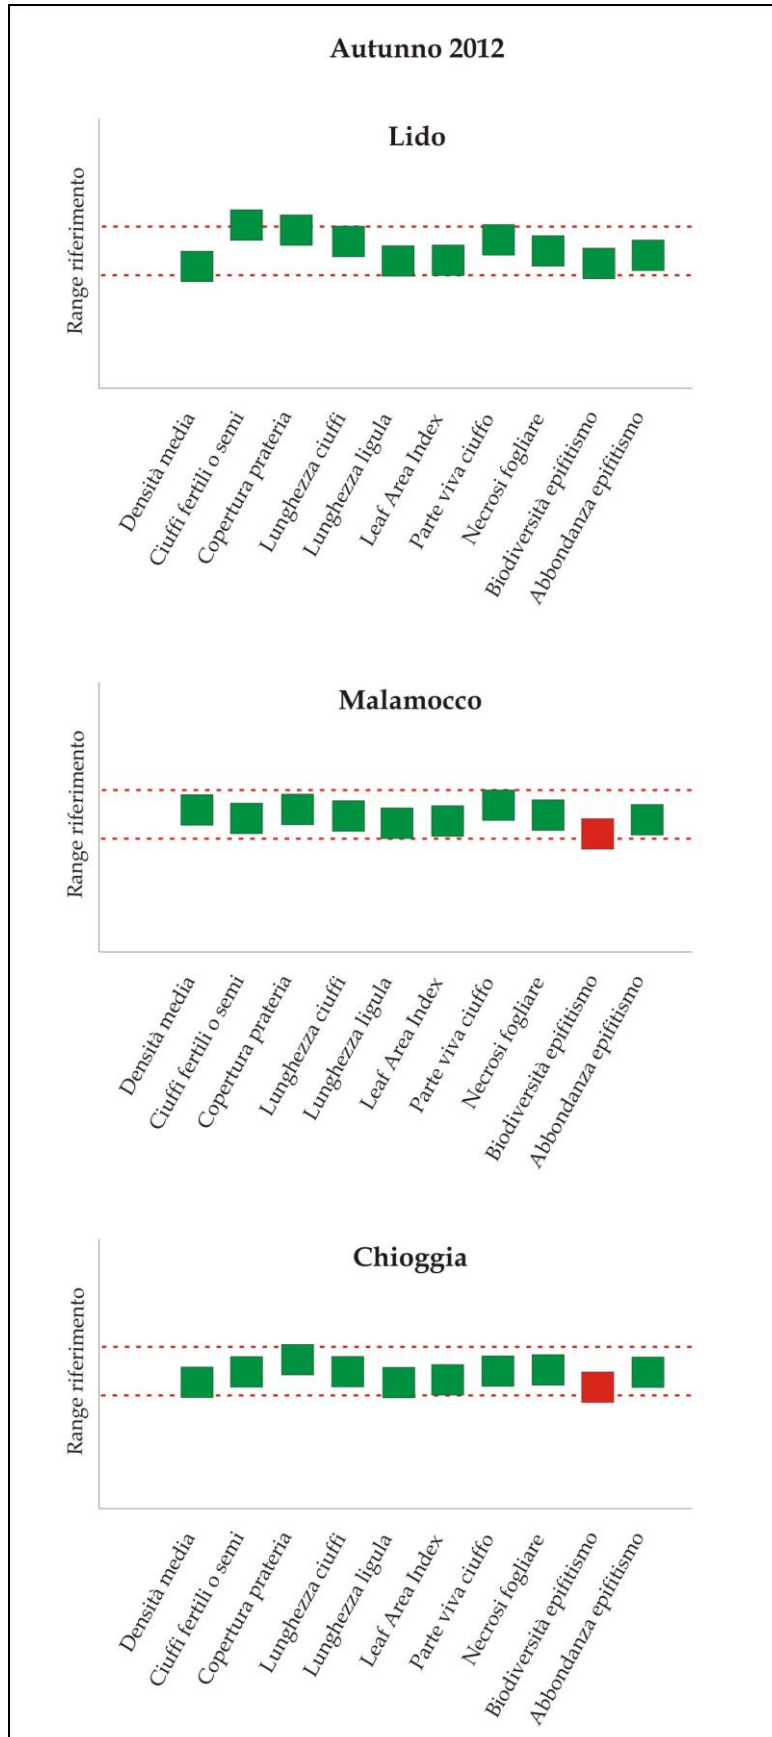 Autunno 2012
Lido
Range riferimento
Densità media
Ciuffi fertili o semi
Copertura prateria
Lunghezza ciuffi
Lunghezza ligula
Leaf Area Index
Parte viva ciuffo
Necrosi fogliare
Biodiversità epifitismo
Abbondanza epifitismo
Malamocco
Range riferimento
Densità media
Ciuffi fertili o semi
Copertura prateria
Lunghezza ciuffi
Lunghezza ligula
Leaf Area Index
Parte viva ciuffo
Necrosi fogliare
Biodiversità epifitismo
Abbondanza epifitismo
Chioggia
Range riferimento
Densità media
Ciuffi fertili o semi
Copertura prateria
Lunghezza ciuffi
Lunghezza ligula
Leaf Area Index
Parte viva ciuffo
Necrosi fogliare
Biodiversità epifitismo
Abbondanza epifitismo